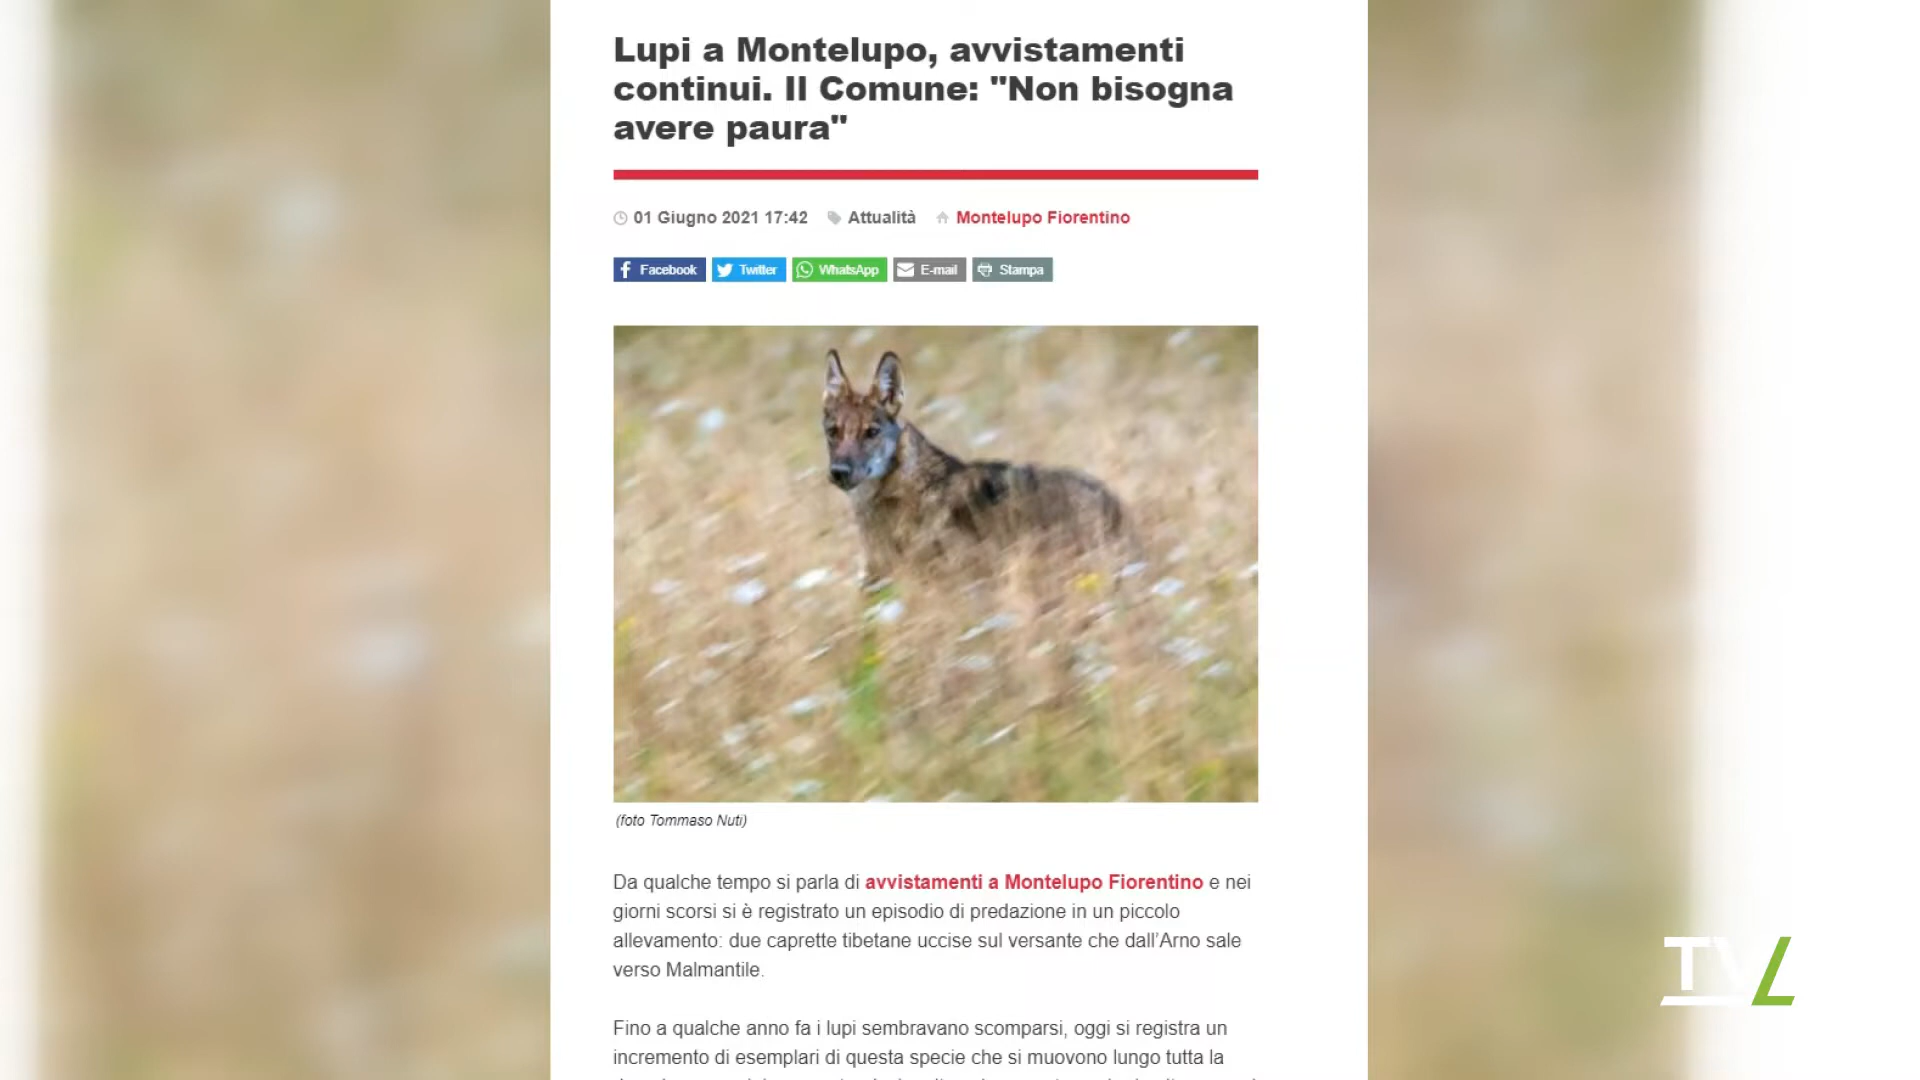 Lupi a Montelupo, avvistamenti
continui. Il Comune: "Non bisogna
avere paura"
01 Giugno 2021 17:42 Attualità Montelupo Fiorentino
Facebook Twitter WhatsApp E-mail Stampa
(foto Tommaso Nuti)
Da qualche tempo si parla di avvistamenti a Montelupo Fiorentino e nei
giorni scorsi si è registrato un episodio di predazione in un piccolo
allevamento: due caprette tibetane uccise sul versante che dall'Arno sale
verso Malmantile.
Fino a qualche anno fa i lupi sembravano scomparsi, oggi si registra un
incremento di esemplari di questa specie che si muovono lungo tutta la
TVL